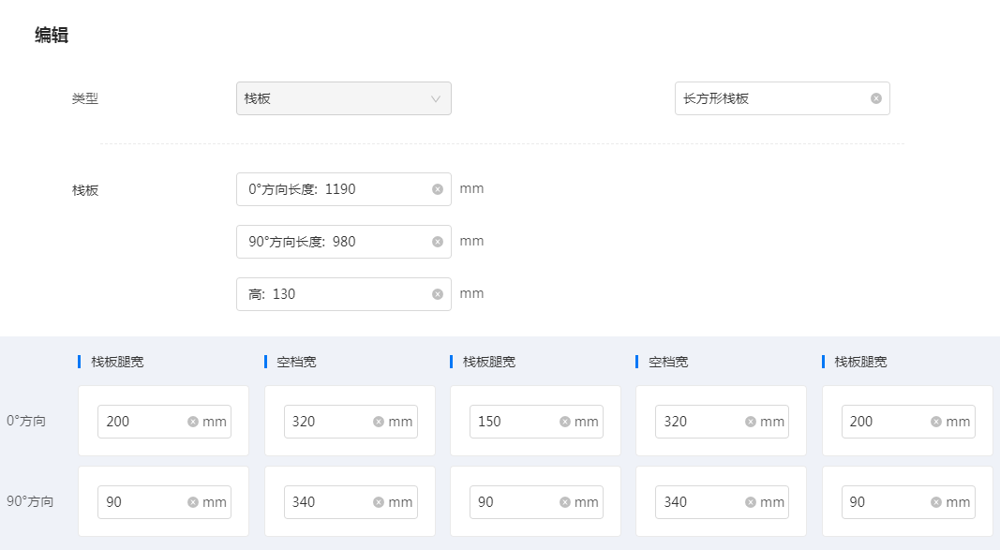 编辑
类型 栈板 长方形栈板
栈板 0°方向长度: 1190 mm
90°方向长度: 980 mm
高: 130 mm
栈板腿宽 空档宽 栈板腿宽 空档宽 栈板腿宽
0°方向 200 mm 320 mm 150 mm 320 mm 200 mm
90°方向 90 mm 340 mm 90 mm 340 mm 90 mm